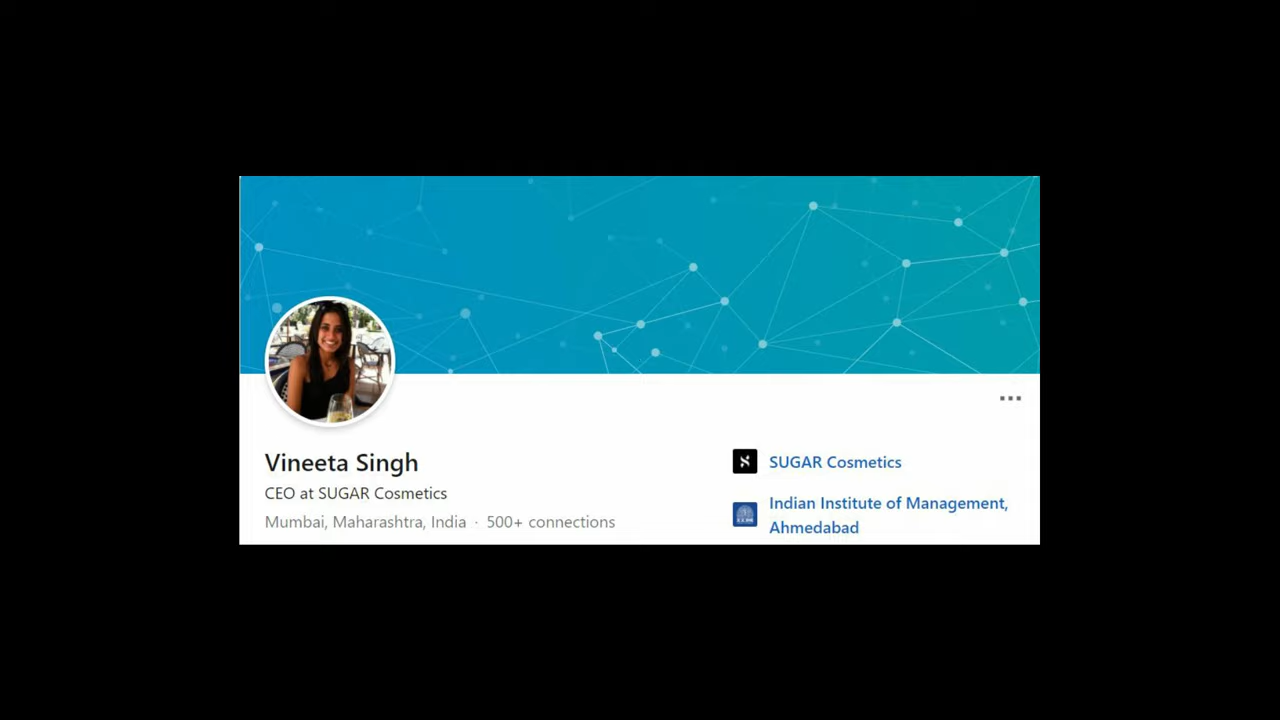 Vineeta Singh
CEO at SUGAR Cosmetics
Mumbai, Maharashtra, India · 500+ connections
SUGAR Cosmetics
Indian Institute of Management,
Ahmedabad